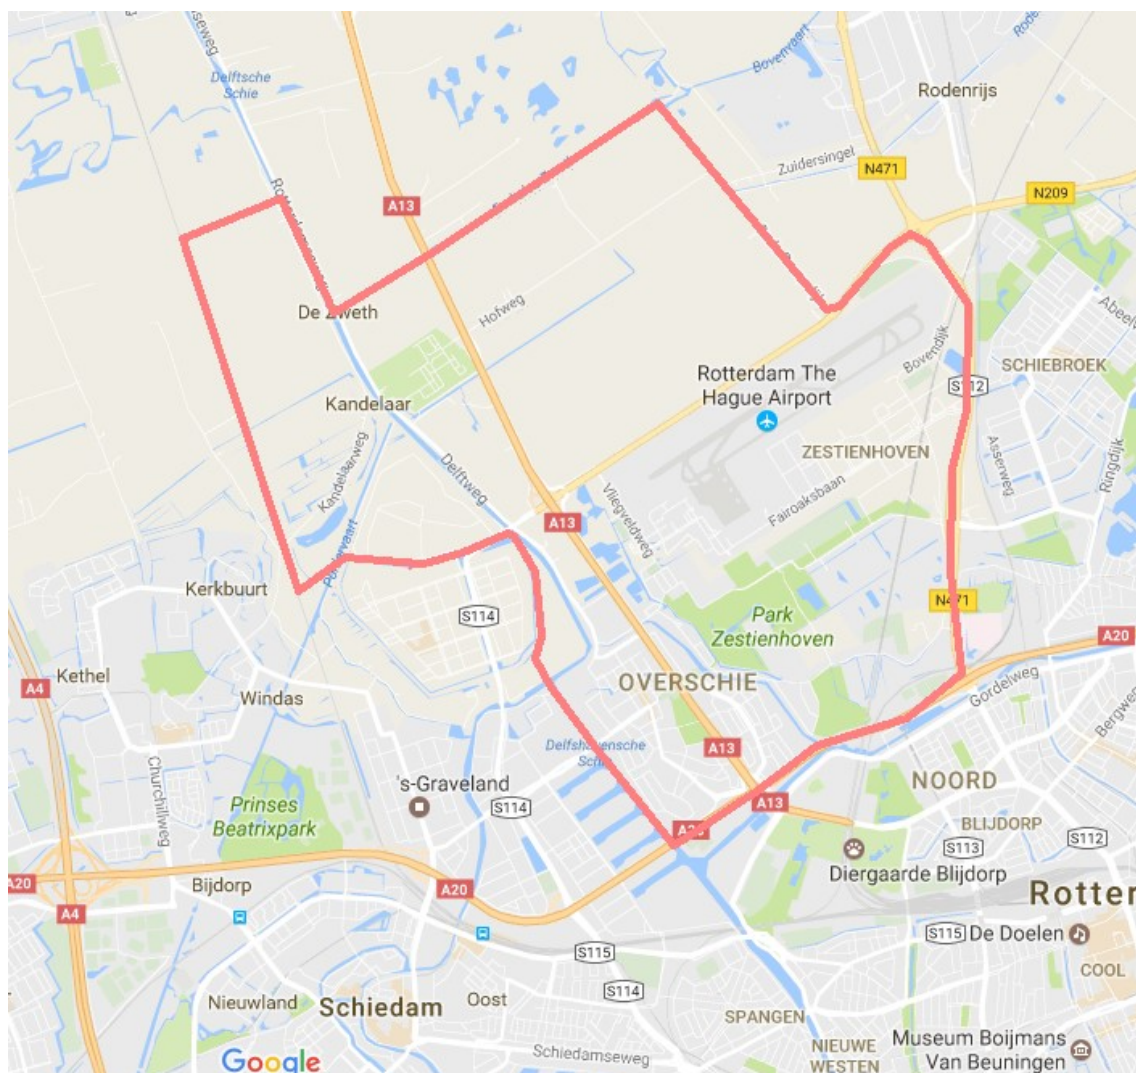 Delftsche
Schie
Bovenvaart
Rodenrijs
Zuidersingel
N471
N209
A13
De Zweth
Hofweg
Abeelw
Bovendijk
SCHIEBROEK
Rotterdam The
Hague Airport
S112
Kandelaar
Kandelaarweg
Delftweg
ZESTIENHOVEN
Asserweg
Ringdijk
Fairoaksbaan
Vliegveldweg
A13
Poldervaart
Kerkbuurt
S114
N471
Park
Zestienhoven
A20
Kethel
A4
Windas
OVERSCHIE
Gordelweg
Bergweg
Churchillweg
Delfshavensche
Schie
A13
's-Graveland
NOORD
Prinses
Beatrixpark
S114
A13
BLIJDORP
A20
S113
S112
Diergaarde Blijdorp
A20
Bijdorp
A20
Rotter
A4
S115
De Doelen
S115
COOL
Nieuwland
Schiedam
Oost
S114
SPANGEN
Museum Boijmans
Van Beuningen
NIEUWE
WESTEN
Schiedamseweg
Google